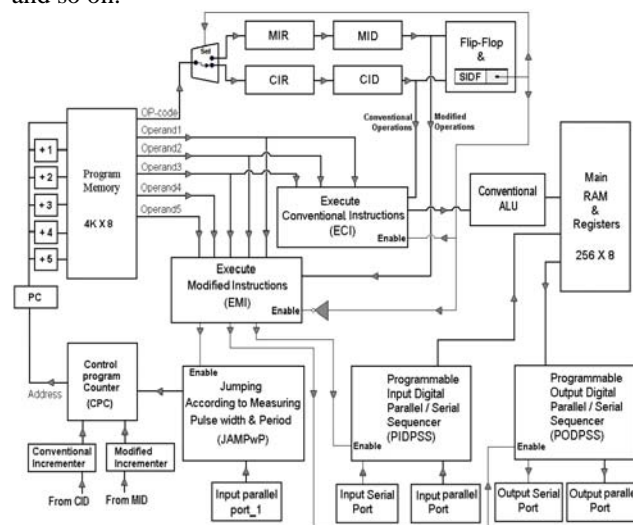 and so on.
Sel
MIR
MID
Flip-Flop
&
SIDF
CIR
CID
OP-code
Operand1
Operand2
Operand3
Operand4
Operand5
+ 1
+ 2
+ 3
+ 4
+ 5
Program
Memory
4K X 8
Conventional
Operations
Modified
Operations
Execute
Conventional Instructions
(ECI)
Enable
Conventional
ALU
Main
RAM
&
Registers
256 X 8
Execute
Modified Instructions
(EMI)
Enable
PC
Address
Control
program
Counter
(CPC)
Enable
Jumping
According to Measuring
Pulse width & Period
(JAMPwP)
Programmable
Input Digital
Parallel / Serial
Sequencer
(PIDPSS)
Enable
Programmable
Output Digital
Parallel / Serial
Sequencer
(PODPSS)
Enable
Conventional
Incrementer
Modified
Incrementer
From CID
From MID
Input parallel
port_1
Input Serial
Port
Input parallel
Port
Output Serial
Port
Output parallel
Port